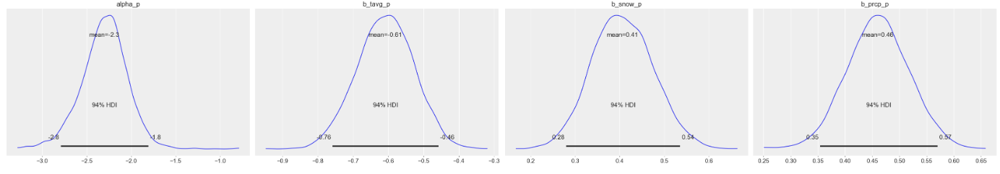 alpha_p
mean=-2.3
94% HDI
-2.8
-1.8
−3.0 −2.5 −2.0 −1.5 −1.0
b_tavg_p
mean=-0.61
94% HDI
-0.76
-0.46
−0.9 −0.8 −0.7 −0.6 −0.5 −0.4 −0.3
b_snow_p
mean=0.41
94% HDI
0.28
0.54
0.2 0.3 0.4 0.5 0.6
b_prcp_p
mean=0.46
94% HDI
0.35
0.57
0.25 0.30 0.35 0.40 0.45 0.50 0.55 0.60 0.65